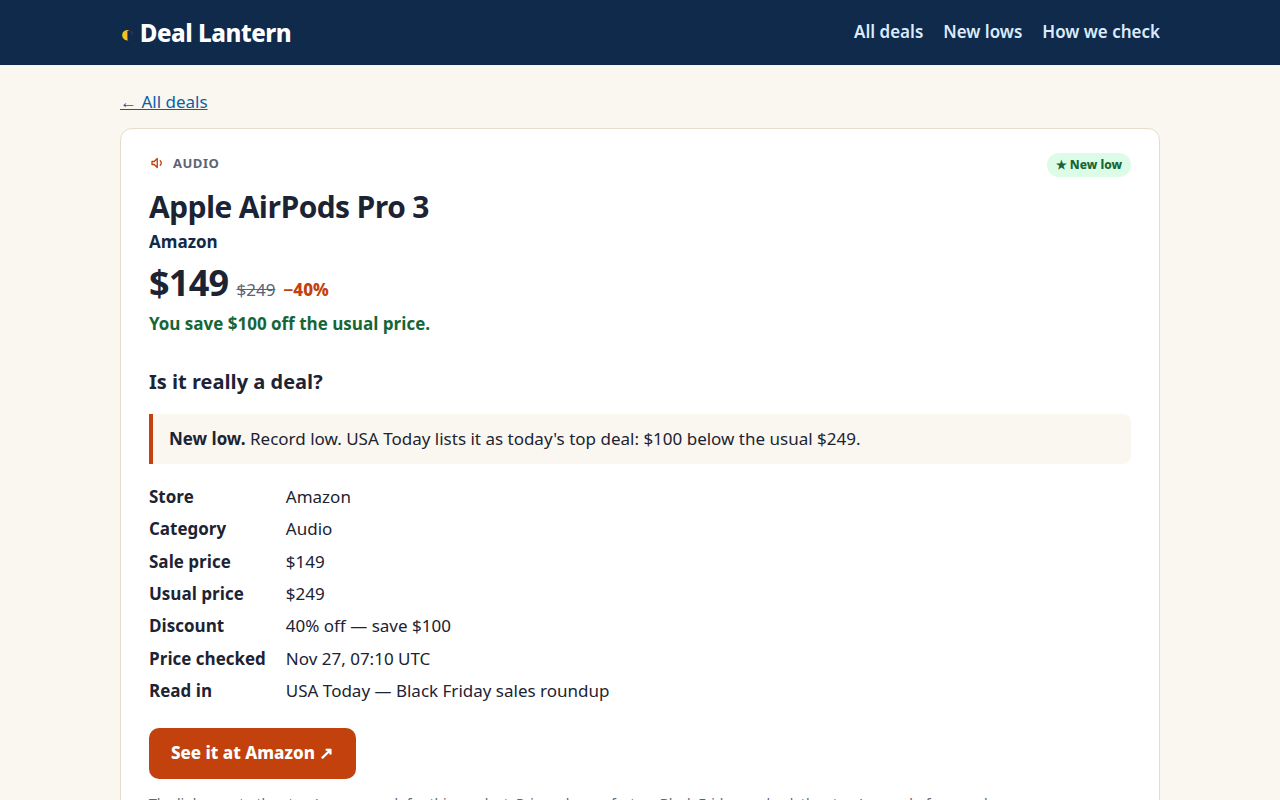 Deal Lantern
All deals New lows How we check
← All deals
AUDIO
★ New low
Apple AirPods Pro 3
Amazon
$149 $249 −40%
You save $100 off the usual price.
Is it really a deal?
New low. Record low. USA Today lists it as today's top deal: $100 below the usual $249.
Store Amazon
Category Audio
Sale price $149
Usual price $249
Discount 40% off — save $100
Price checked Nov 27, 07:10 UTC
Read in USA Today — Black Friday sales roundup
See it at Amazon ↗